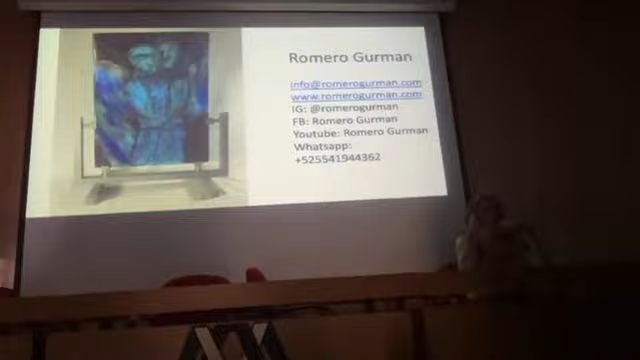 Romero Gurman
info@romerogurman.com
www.romerogurman.com
IG: @romerogurman
FB: Romero Gurman
Youtube: Romero Gurman
Whatsapp:
+525541944362